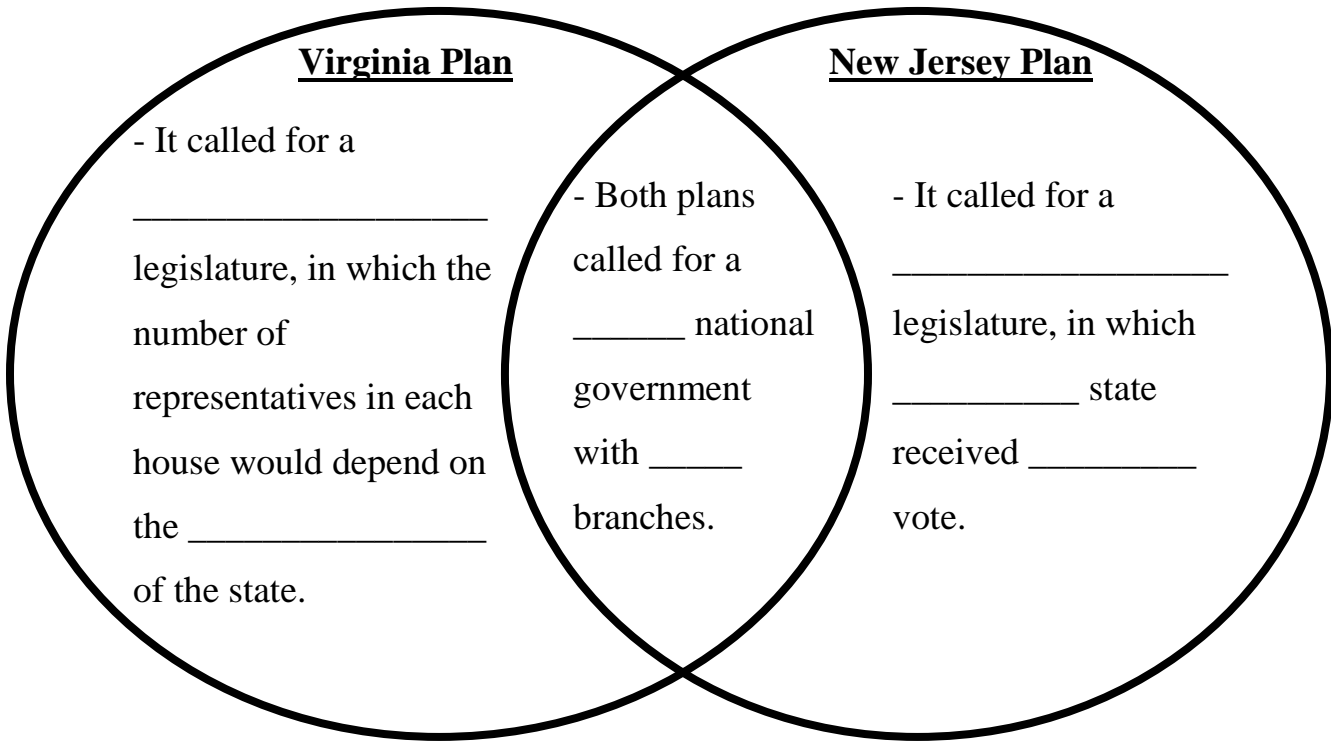 Virginia Plan
- It called for a
___________________
legislature, in which the
number of
representatives in each
house would depend on
the ________________
of the state.
- Both plans
called for a
______ national
government
with _____
branches.
New Jersey Plan
- It called for a
__________________
legislature, in which
__________ state
received _________
vote.